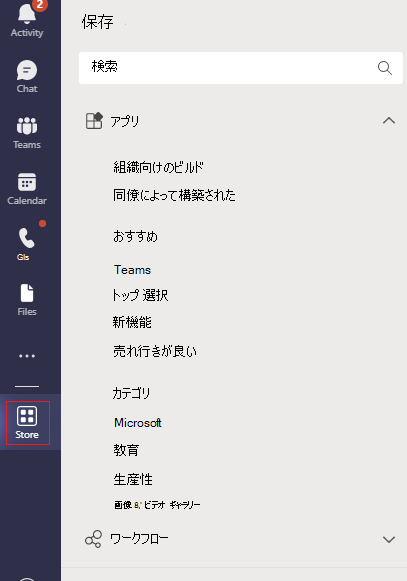 2
Activity
Chat
Teams
Calendar
Gls
Files
Store
保存
検索
アプリ
組織向けのビルド
同僚によって構築された
おすすめ
Teams
トップ 選択
新機能
売れ行きが良い
カテゴリ
Microsoft
教育
生産性
画像 &' ビデオ ギャラリー
ワークフロー